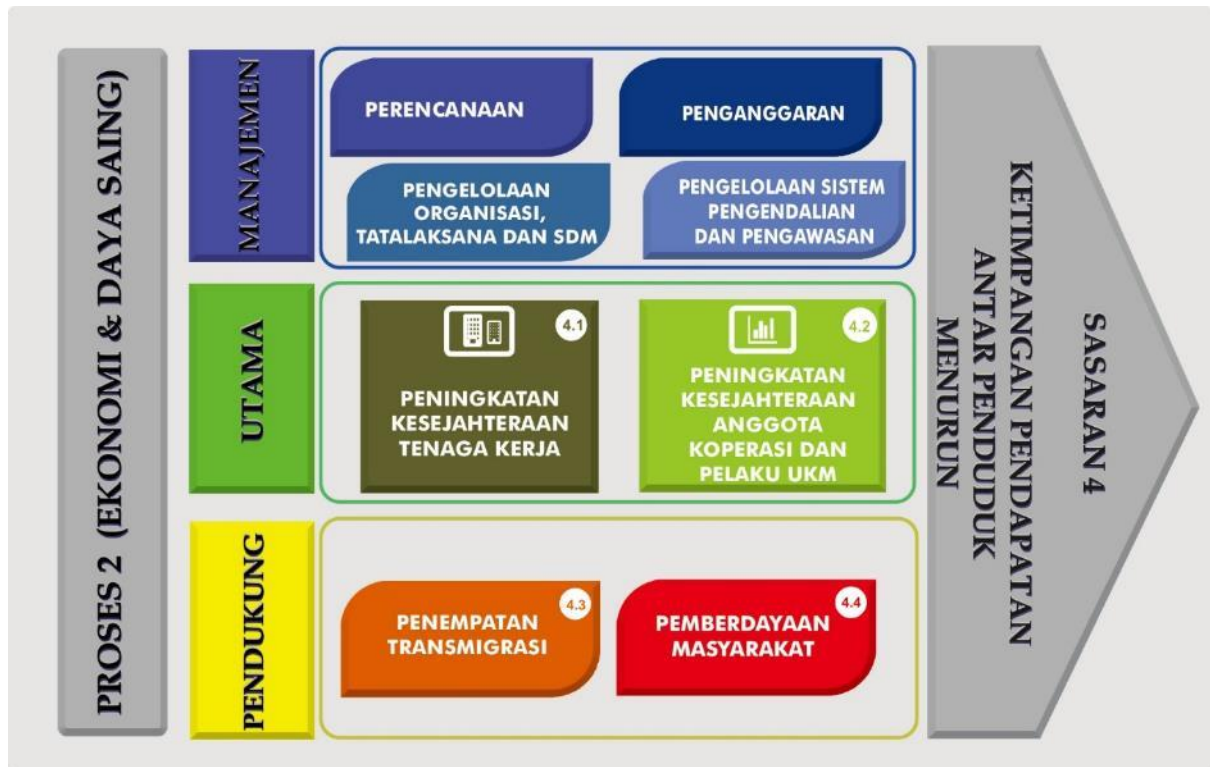 PROSES 2 (EKONOMI & DAYA SAING)
MANAJEMEN
PERENCANAAN
PENGANGGARAN
PENGELOLAAN
ORGANISASI,
TATALAKSANA DAN SDM
PENGELOLAAN SISTEM
PENGENDALIAN
DAN PENGAWASAN
UTAMA
4.1
PENINGKATAN
KESEJAHTERAAN
TENAGA KERJA
4.2
PENINGKATAN
KESEJAHTERAAN
ANGGOTA
KOPERASI DAN
PELAKU UKM
PENDUKUNG
4.3
PENEMPATAN
TRANSMIGRASI
4.4
PEMBERDAYAAN
MASYARAKAT
SASARAN 4
KETIMPANGAN PENDAPATAN
ANTAR PENDUDUK
MENURUN